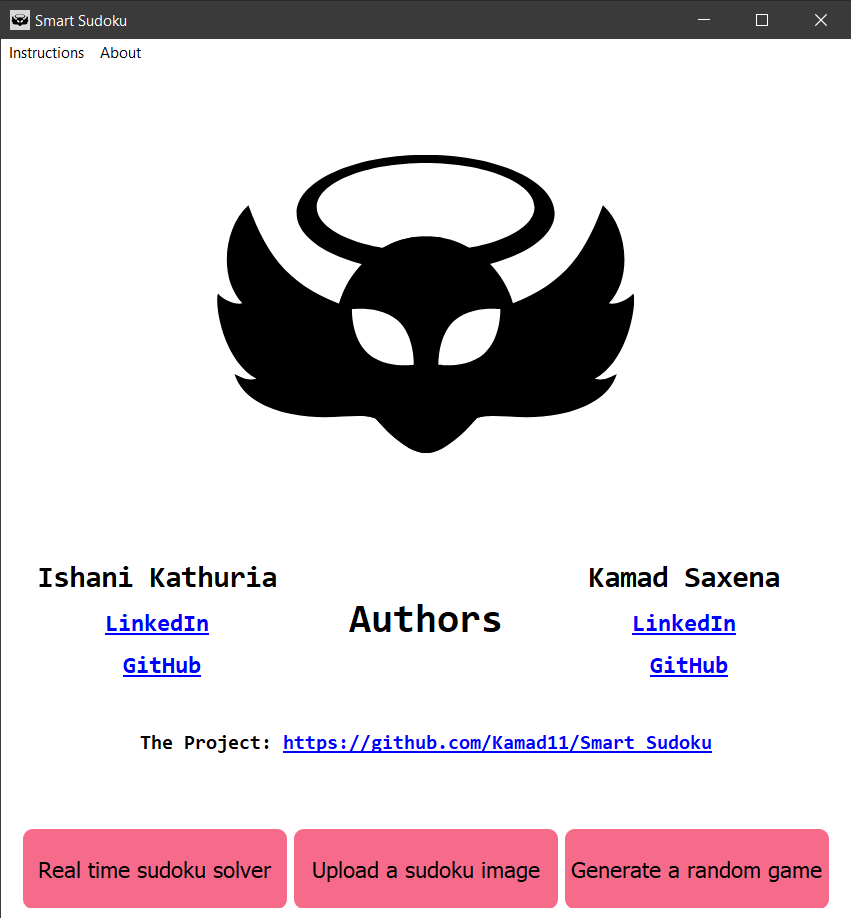 Smart Sudoku
Instructions About
Ishani Kathuria
LinkedIn
GitHub
Authors
Kamad Saxena
LinkedIn
GitHub
The Project: https://github.com/Kamad11/Smart_Sudoku
Real time sudoku solver
Upload a sudoku image
Generate a random game